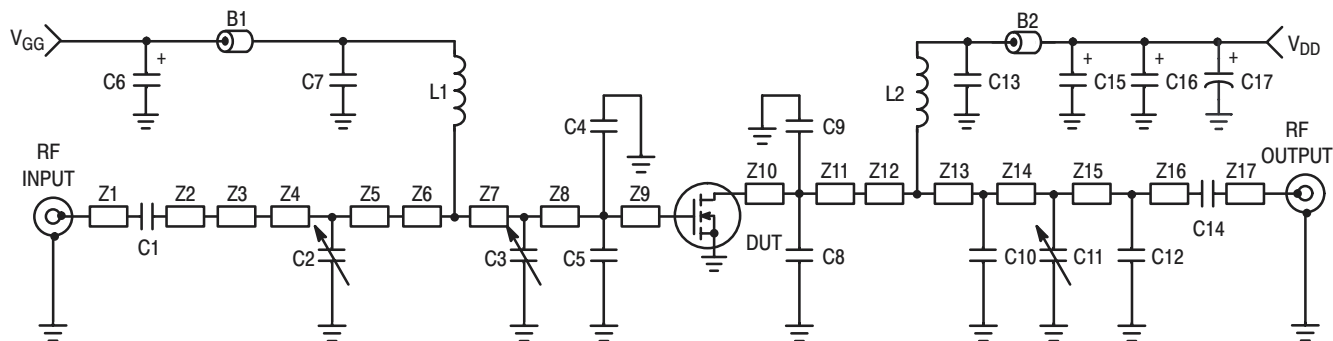 B1
B2
VGG
VDD
+
+
+
+
C6
C7
L1
L2
C13
C15
C16
C17
C4
C9
RF
INPUT
RF
OUTPUT
Z1
Z2
Z3
Z4
Z5
Z6
Z7
Z8
Z9
Z10
Z11
Z12
Z13
Z14
Z15
Z16
Z17
C1
C2
C3
C5
DUT
C8
C10
C11
C12
C14